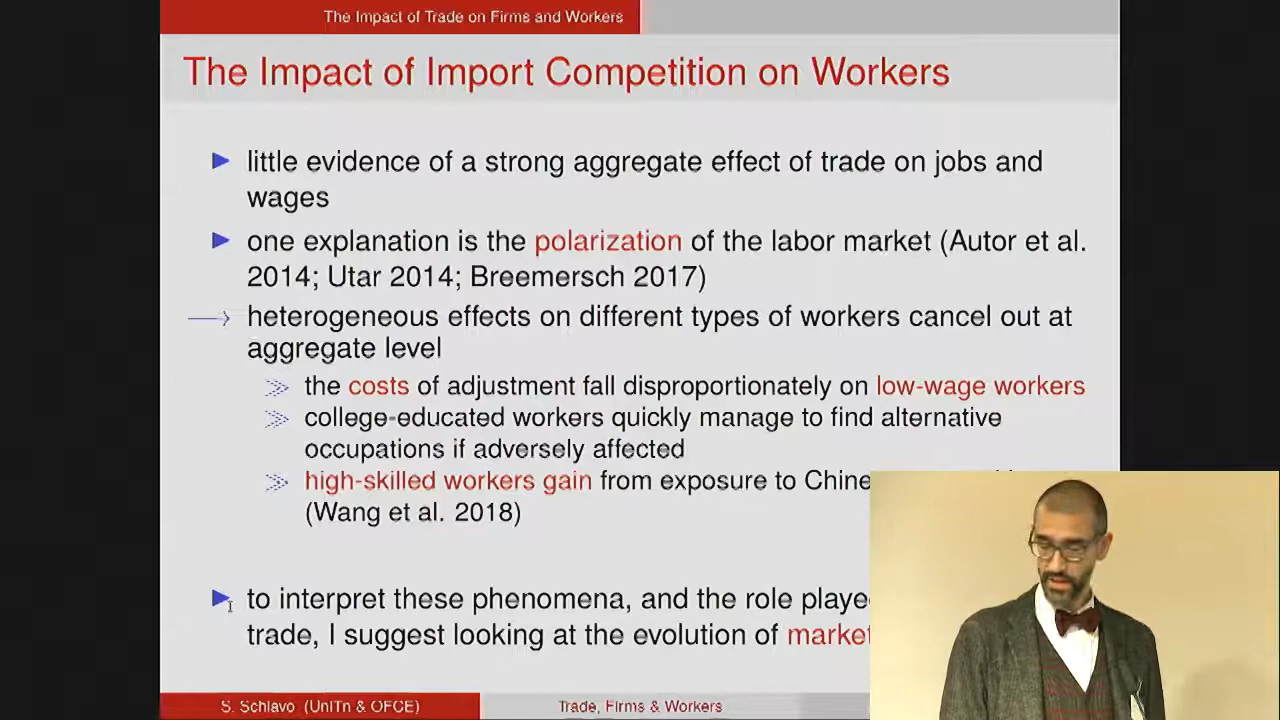 The Impact of Trade on Firms and Workers
The Impact of Import Competition on Workers
little evidence of a strong aggregate effect of trade on jobs and
wages
one explanation is the polarization of the labor market (Autor et al.
2014; Utar 2014; Breemersch 2017)
heterogeneous effects on different types of workers cancel out at
aggregate level
the costs of adjustment fall disproportionately on low-wage workers
college-educated workers quickly manage to find alternative
occupations if adversely affected
high-skilled workers gain from exposure to
(Wang et al. 2018)
to interpret these phenomena, and the role
trade, I suggest looking at the evolution of market
S. Schiavo (UniTn & OFCE)
Trade, Firms & Workers